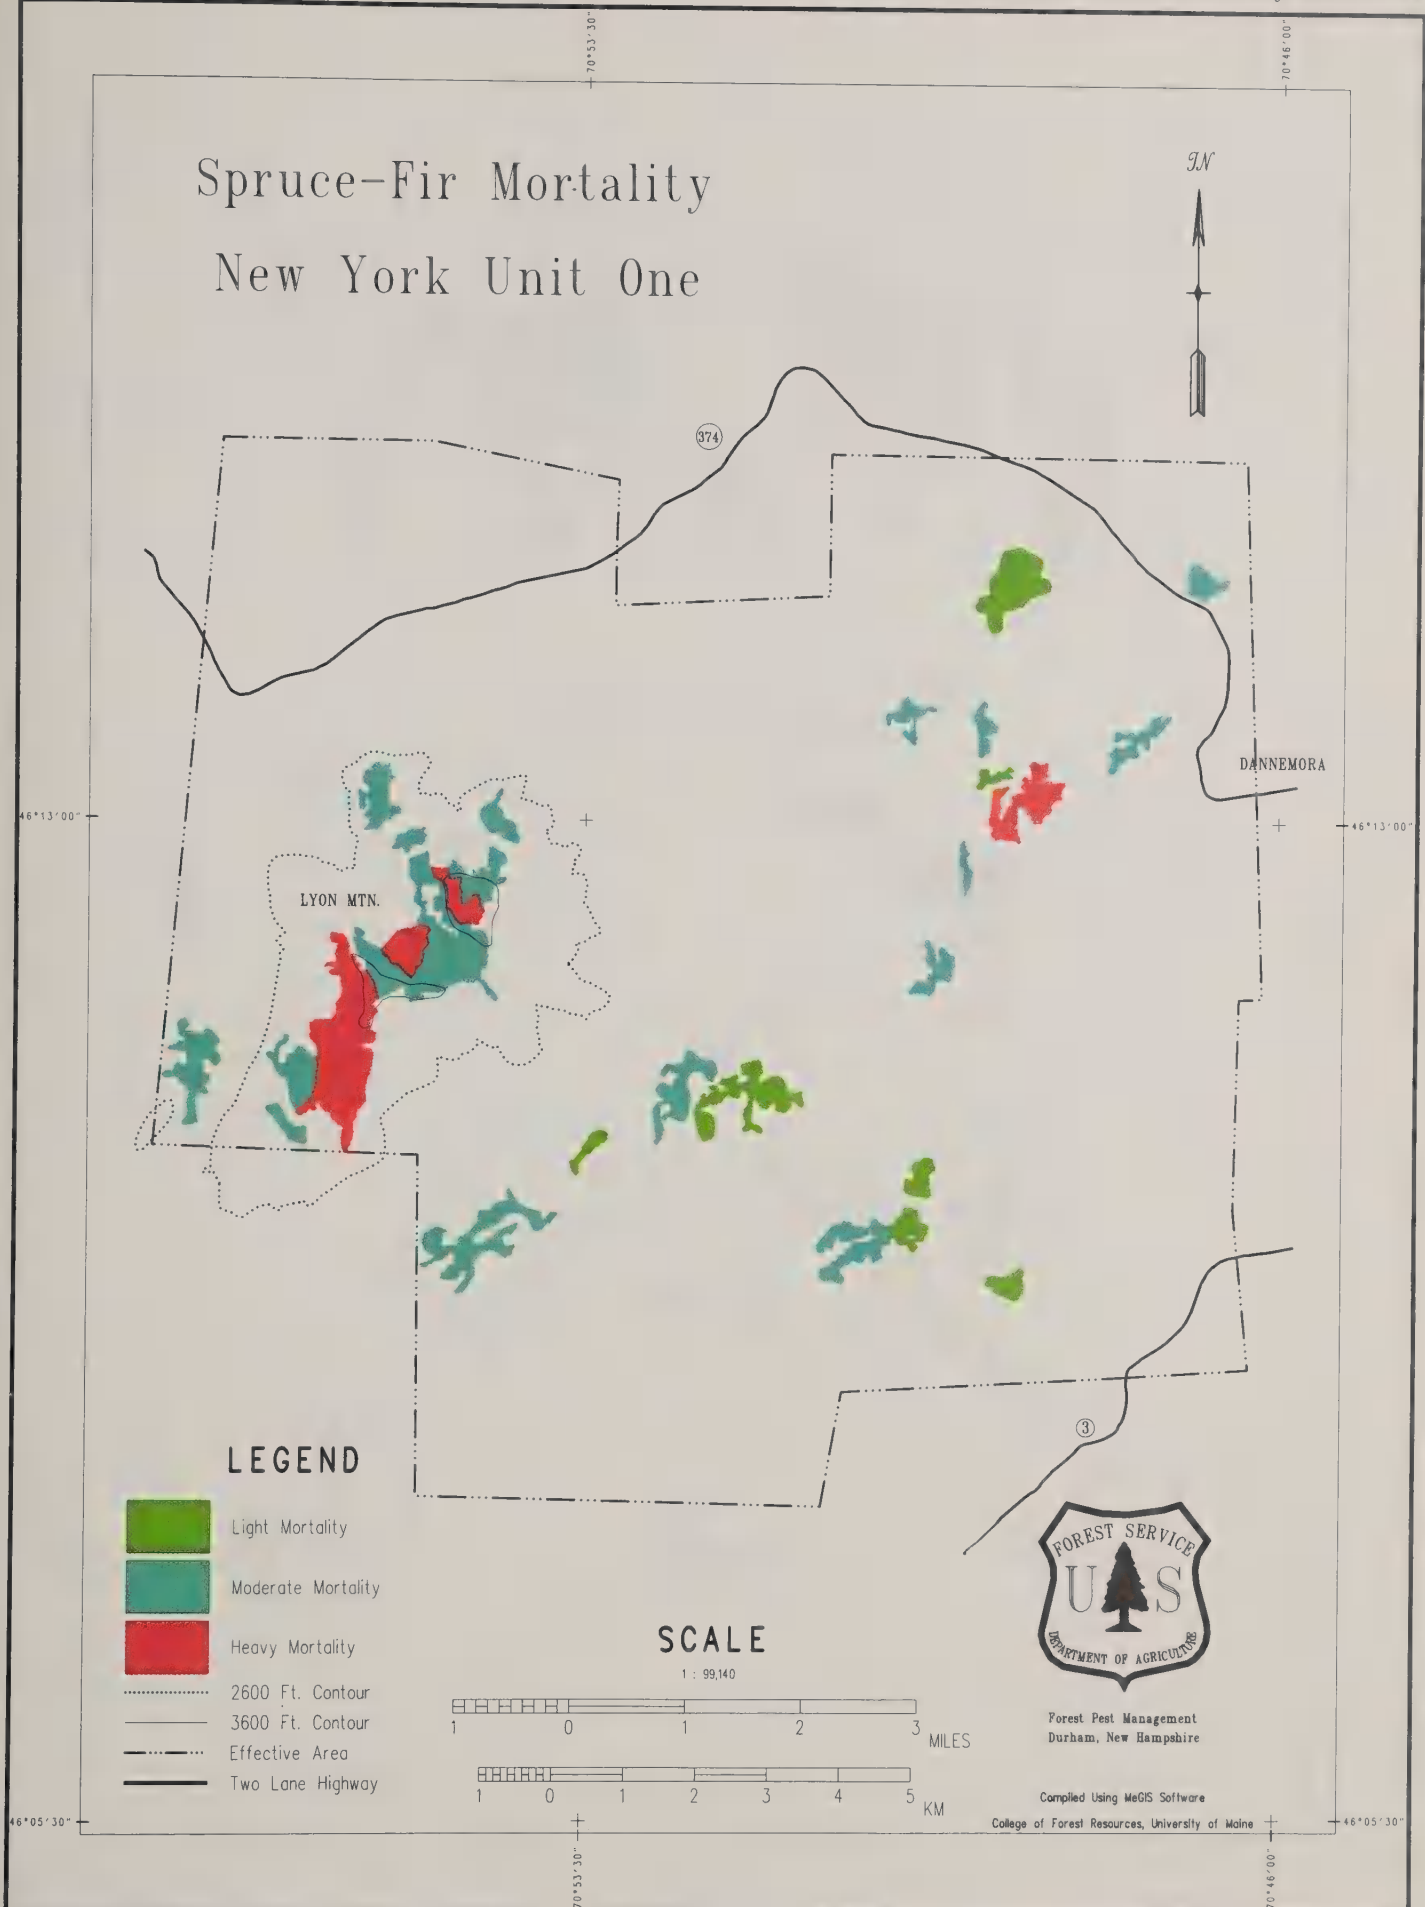 70°53'30"
70°46'00"
Spruce-Fir Mortality
New York Unit One
N
374
DANNEMORA
46°13'00"
46°13'00"
LYON MTN.
3
LEGEND
Light Mortality
Moderate Mortality
Heavy Mortality
2600 Ft. Contour
3600 Ft. Contour
Effective Area
Two Lane Highway
SCALE
1 : 99,140
1 0 1 2 3
MILES
1 0 1 2 3 4 5
KM
FOREST SERVICE
U S
DEPARTMENT OF AGRICULTURE
Forest Pest Management
Durham, New Hampshire
Compiled Using MeGIS Software
College of Forest Resources, University of Maine
46°05'30"
46°05'30"
70°53'30"
70°46'00"